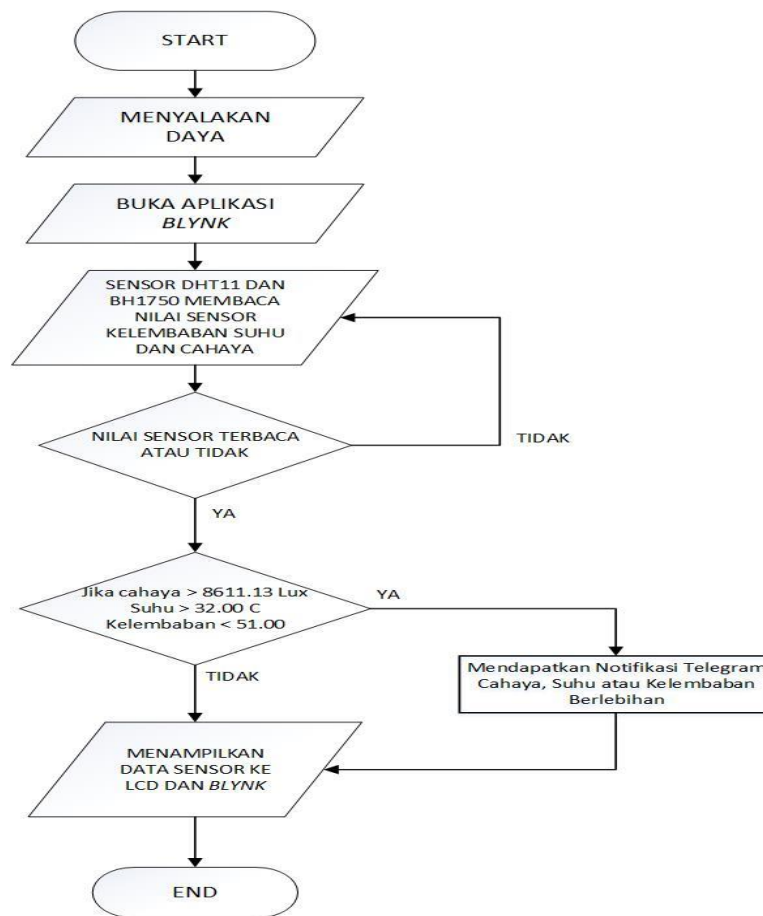 START
MENYALAKAN
DAYA
BUKA APLIKASI
BLYNK
SENSOR DHT11 DAN
BH1750 MEMBACA
NILAI SENSOR
KELEMBABAN SUHU
DAN CAHAYA
NILAI SENSOR TERBACA
ATAU TIDAK
TIDAK
YA
Jika cahaya > 8611.13 Lux
Suhu > 32.00 C
Kelembaban < 51.00
YA
TIDAK
Mendapatkan Notifikasi Telegram
Cahaya, Suhu atau Kelembaban
Berlebihan
MENAMPILKAN
DATA SENSOR KE
LCD DAN BLYNK
END